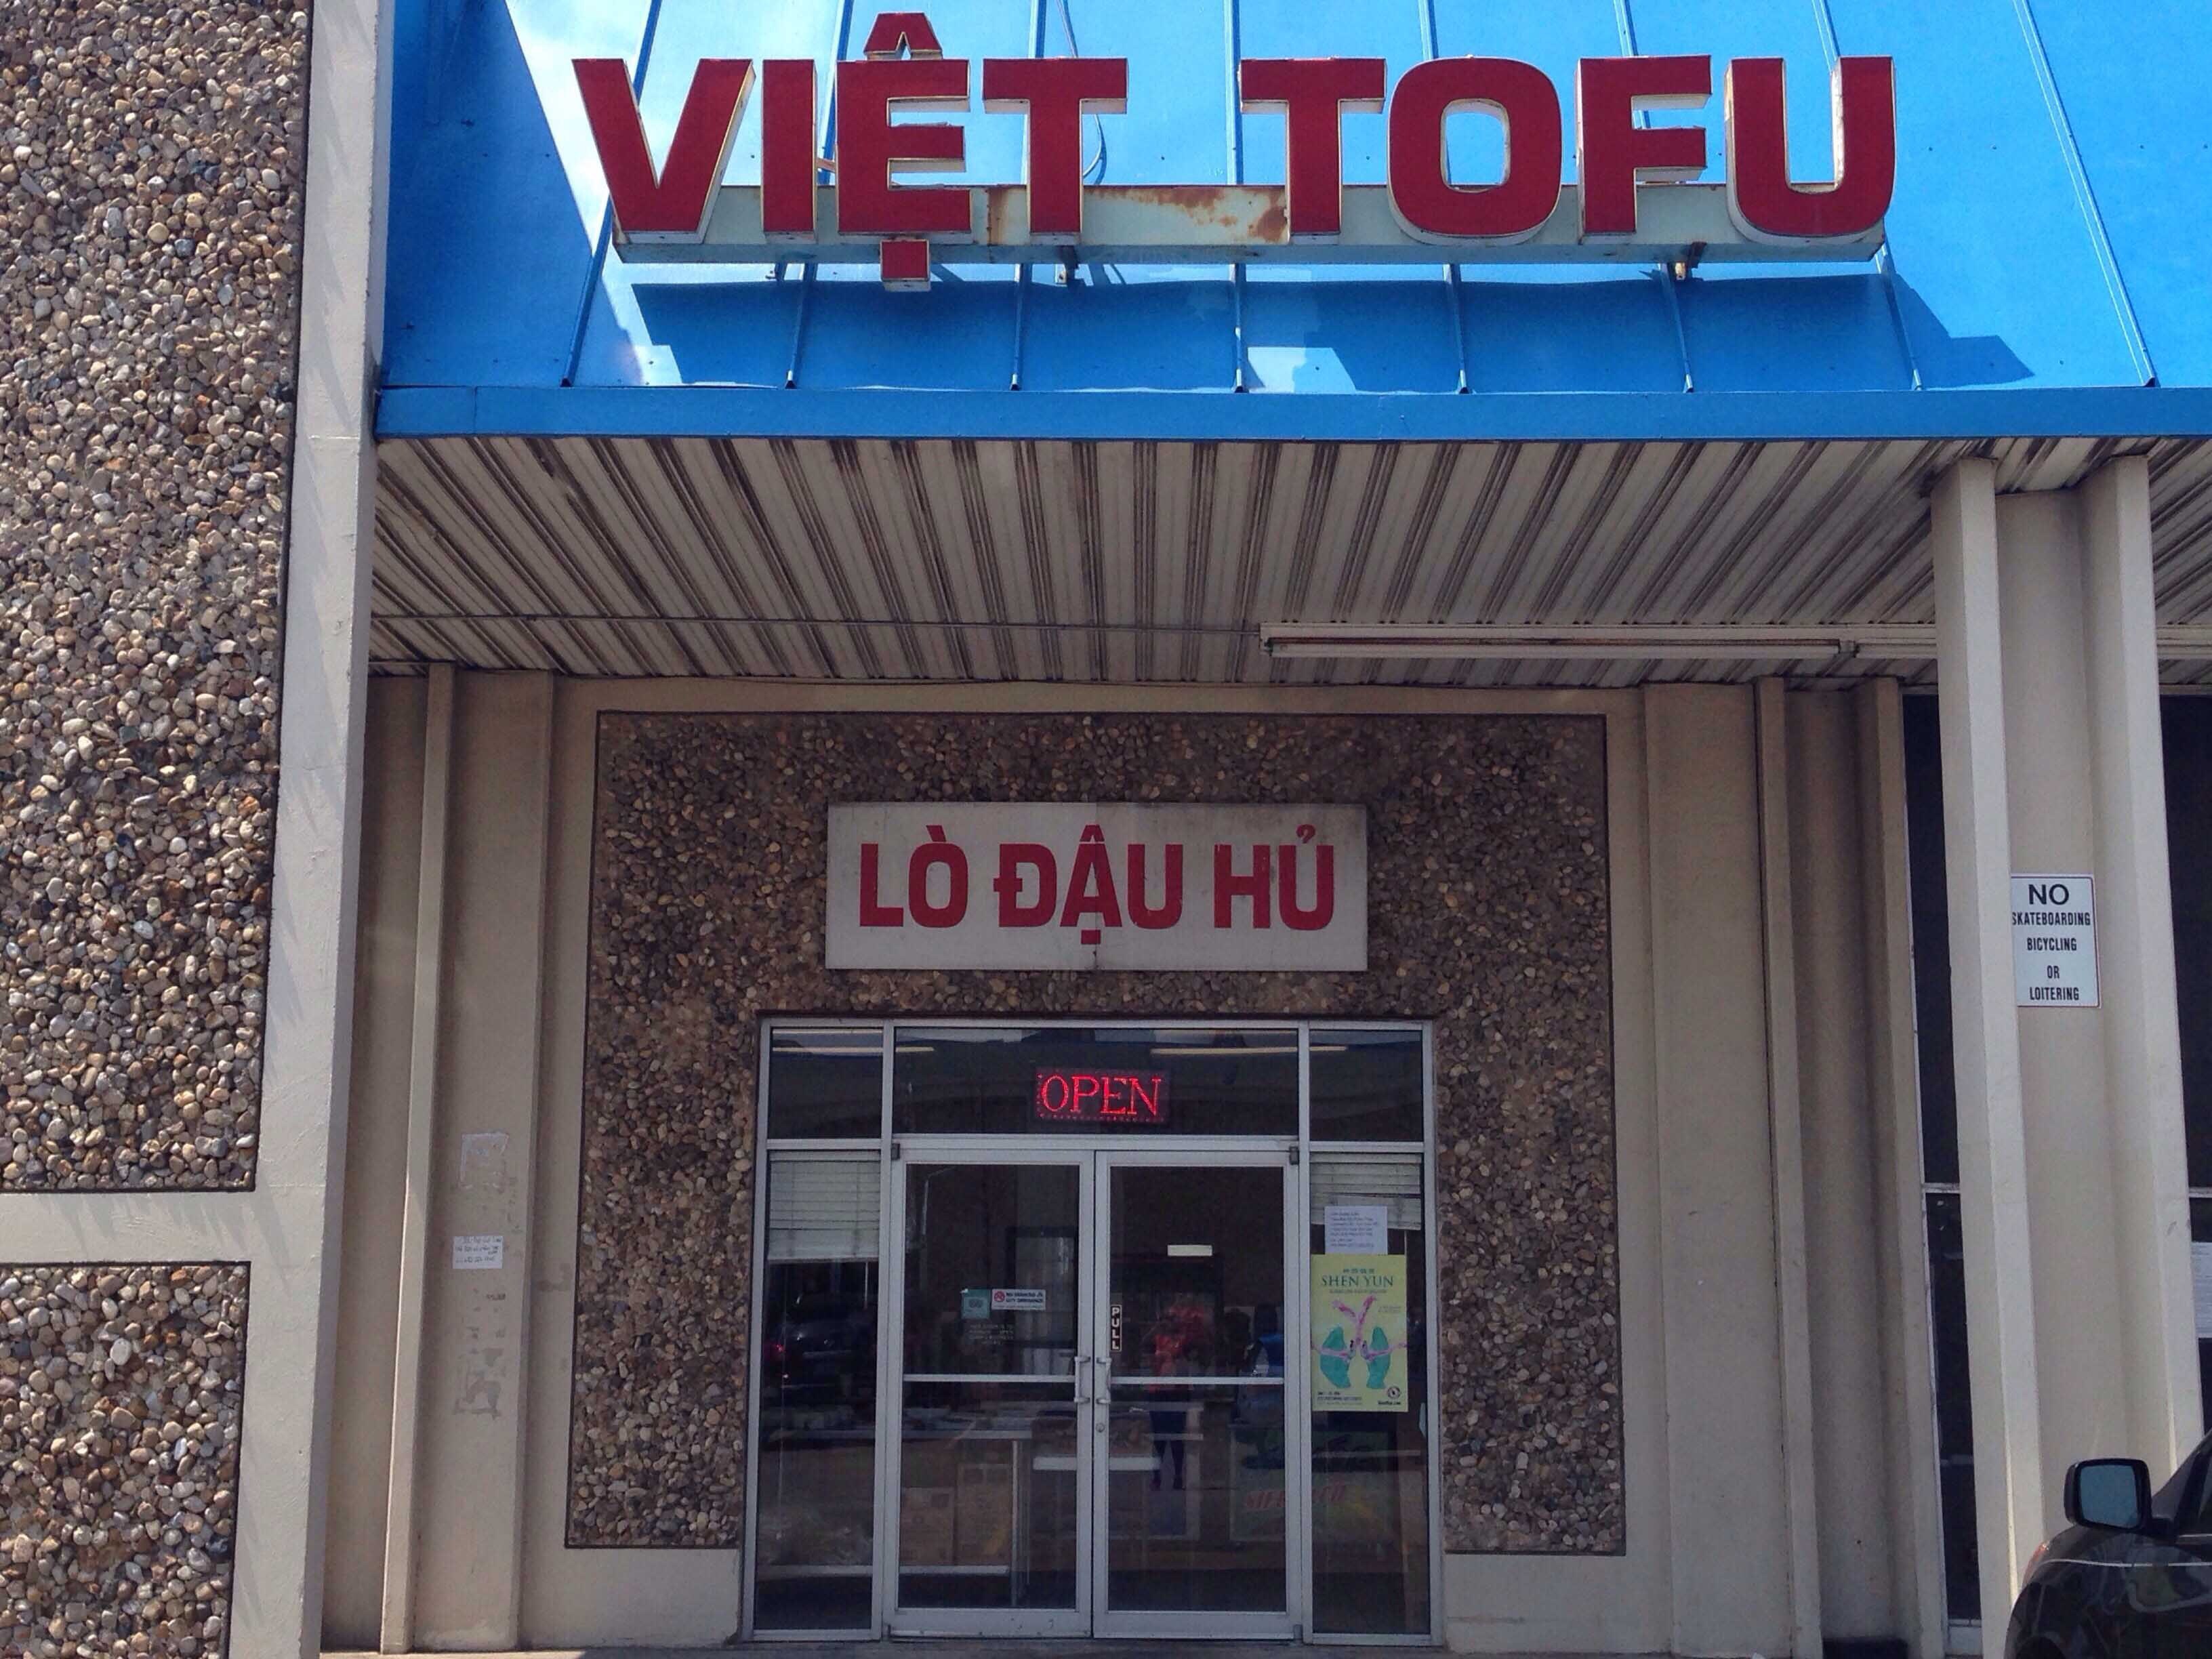 VIỆT TOFU
LÒ ĐẬU HỦ
NO
SKATEBOARDING
BICYCLING
OR
LOITERING
OPEN
PULL
SHEN YUN